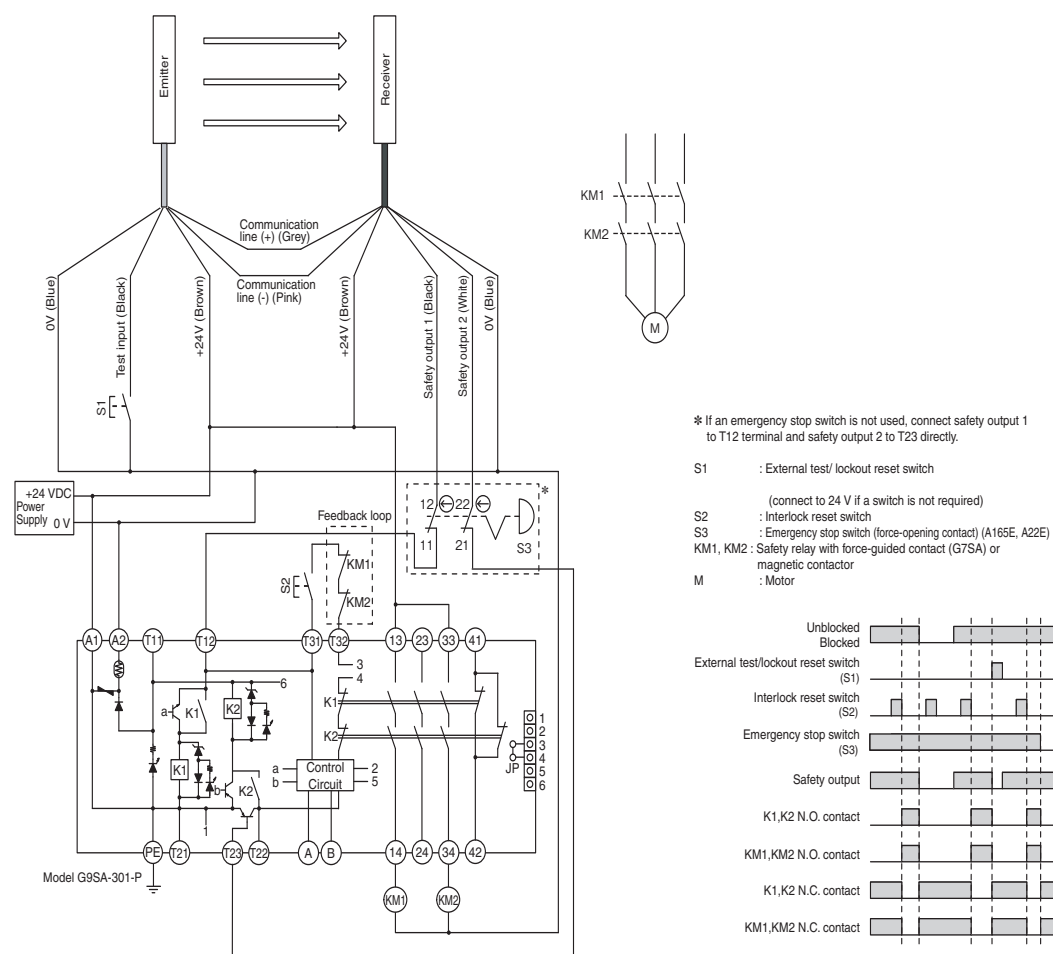 Emitter
Receiver
Communication
line (+) (Grey)
Communication
line (-) (Pink)
0V (Blue)
Test input (Black)
+24V (Brown)
+24V (Brown)
Safety output 1 (Black)
Safety output 2 (White)
0V (Blue)
S1
KM1
KM2
M
+24 VDC
Power
Supply 0 V
Feedback loop
S2
KM1
KM2
12
22
*
11
21
S3
* If an emergency stop switch is not used, connect safety output 1
to T12 terminal and safety output 2 to T23 directly.
S1 : External test/ lockout reset switch
(connect to 24 V if a switch is not required)
S2 : Interlock reset switch
S3 : Emergency stop switch (force-opening contact) (A165E, A22E)
KM1, KM2 : Safety relay with force-guided contact (G7SA) or
magnetic contactor
M : Motor
A1 A2 T11 T12 T31 T32 13 23 33 41
3
4
6
a K1 K2 K1
K2
K1
b K2
1
a
b
Control
Circuit
2
5
JP
1
2
3
4
5
6
PE T21 T23 T22 A B 14 24 34 42
Model G9SA-301-P
KM1 KM2
Unblocked
Blocked
External test/lockout reset switch
(S1)
Interlock reset switch
(S2)
Emergency stop switch
(S3)
Safety output
K1,K2 N.O. contact
KM1,KM2 N.O. contact
K1,K2 N.C. contact
KM1,KM2 N.C. contact